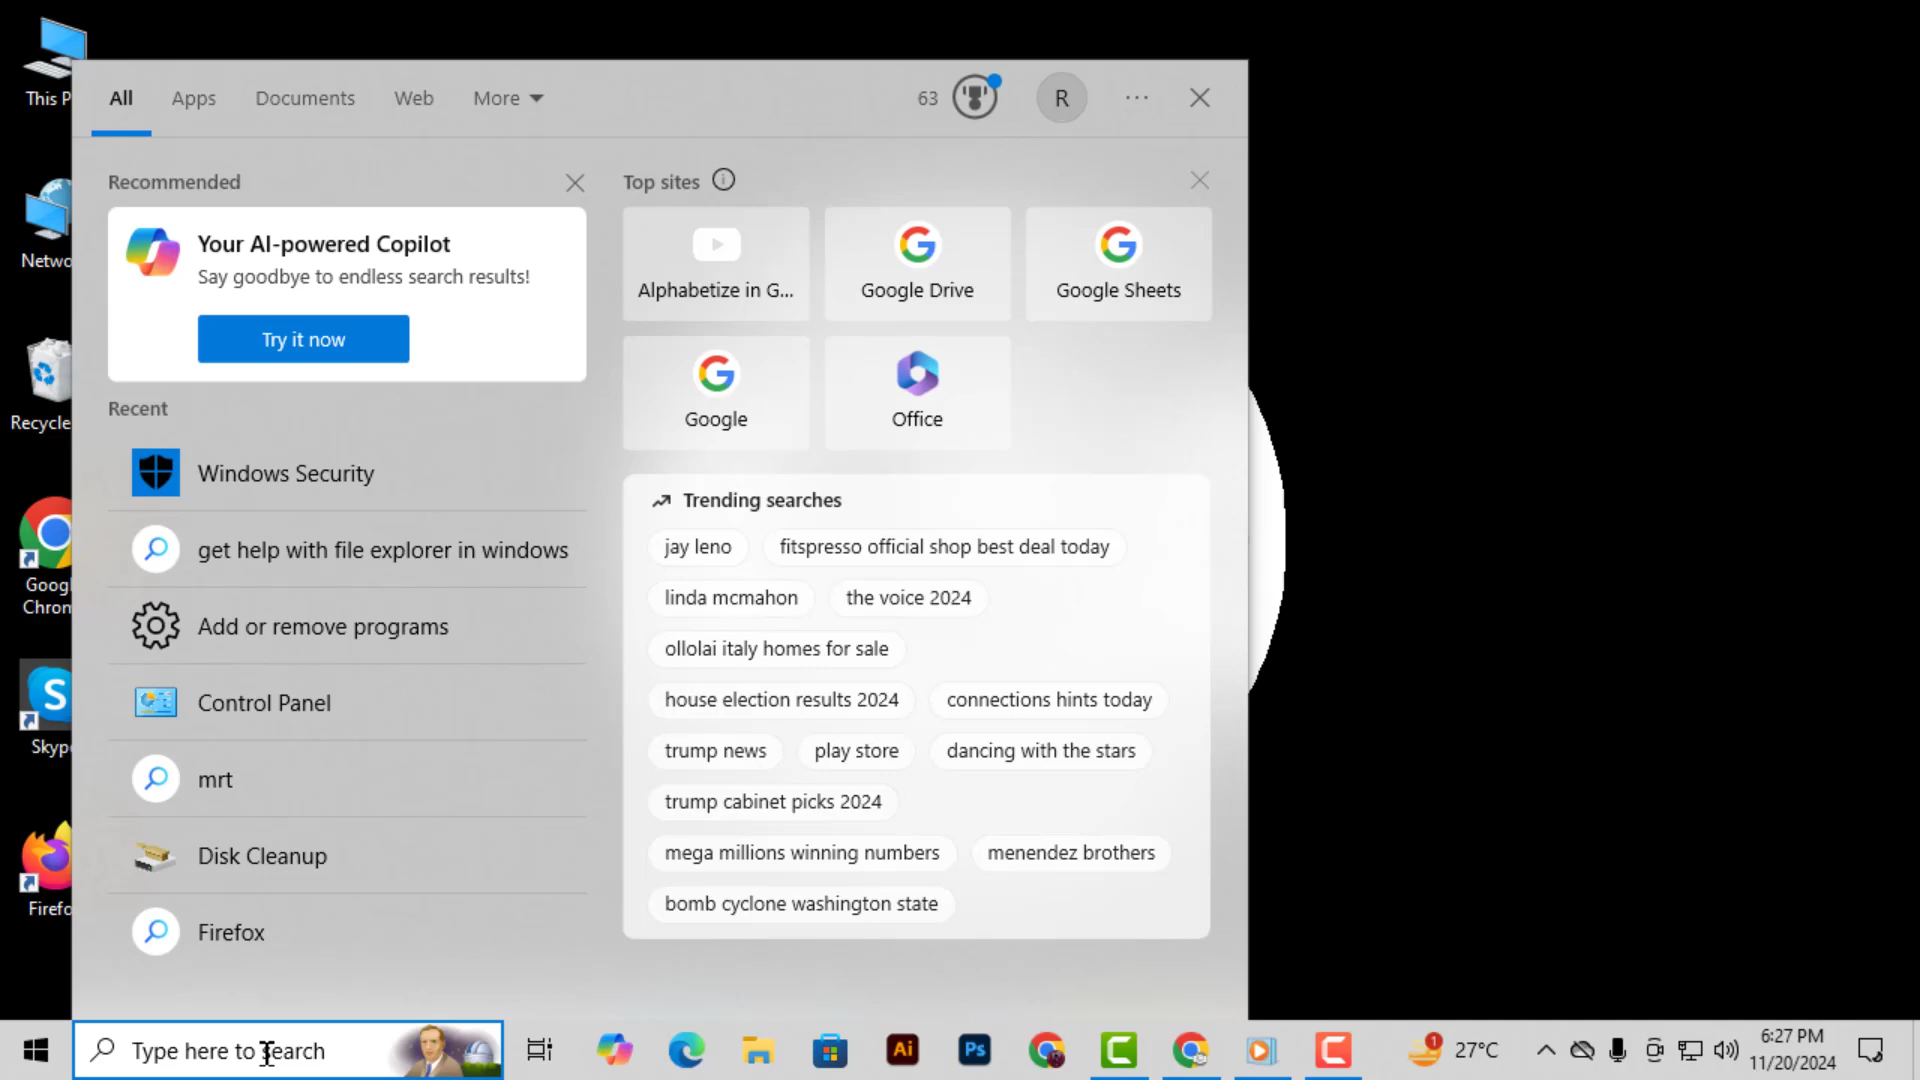 This P
Netwo
Recycle
Goog
Chrom
Skype
Firefo
All Apps Documents Web More 63 R ...
Recommended
Your AI-powered Copilot
Say goodbye to endless search results!
Try it now
Recent
Windows Security
get help with file explorer in windows
Add or remove programs
Control Panel
mrt
Disk Cleanup
Firefox
Top sites
Alphabetize in G... Google Drive Google Sheets
Google Office
Trending searches
jay leno fitspresso official shop best deal today
linda mcmahon the voice 2024
ollolai italy homes for sale
house election results 2024 connections hints today
trump news play store dancing with the stars
trump cabinet picks 2024
mega millions winning numbers menendez brothers
bomb cyclone washington state
Type here to search Ai Ps 1 27°C 6:27 PM
11/20/2024